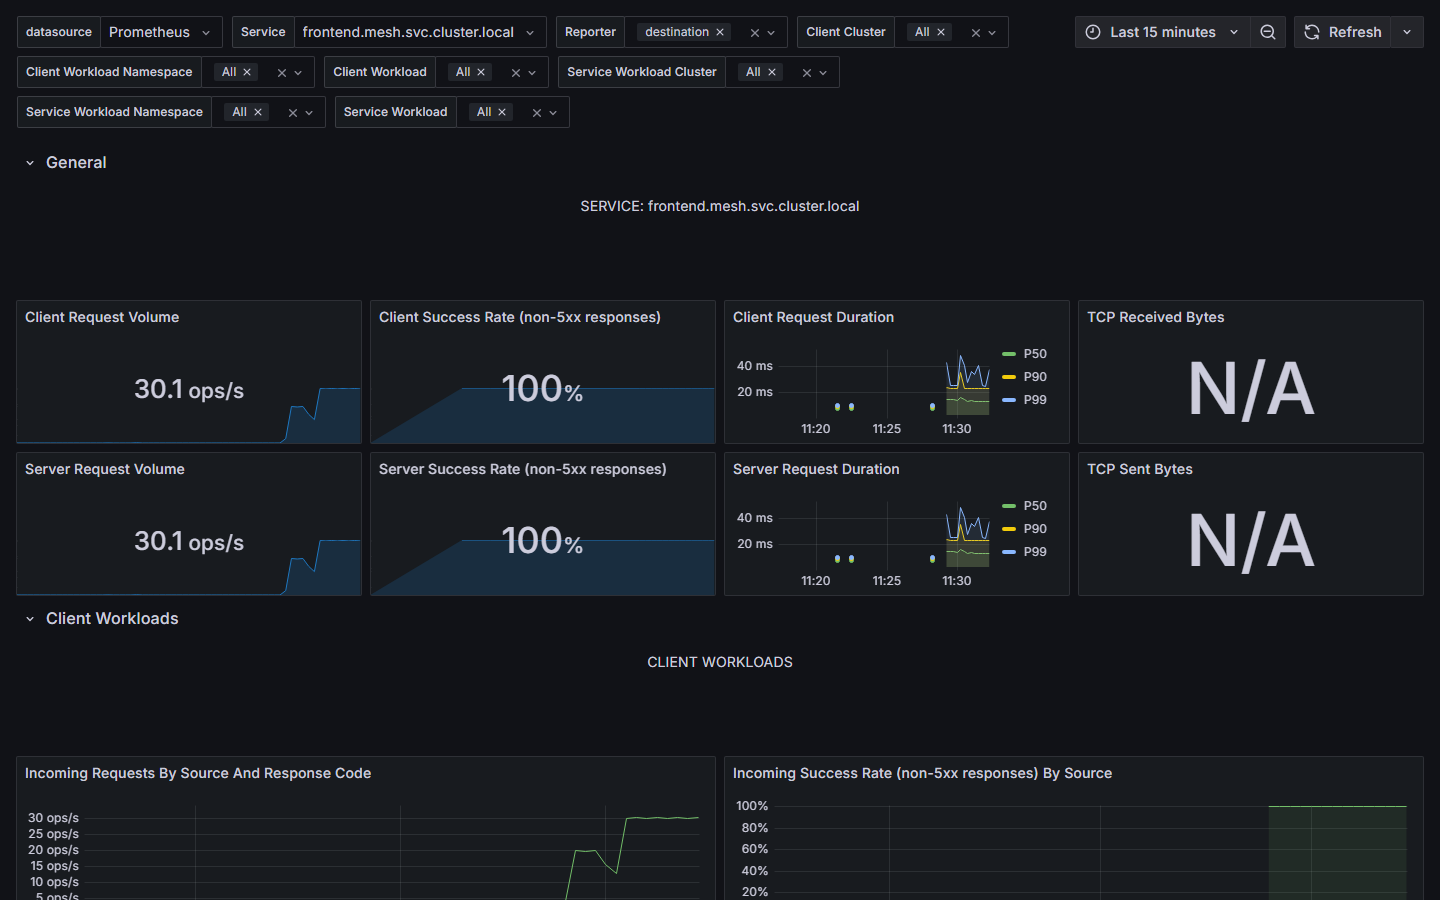 datasource Prometheus Service frontend.mesh.svc.cluster.local Reporter destination Client Cluster All Last 15 minutes Refresh
Client Workload Namespace All Client Workload All Service Workload Cluster All
Service Workload Namespace All Service Workload All
General
SERVICE: frontend.mesh.svc.cluster.local
Client Request Volume
30.1 ops/s
Client Success Rate (non-5xx responses)
100%
Client Request Duration
40 ms
20 ms
11:20 11:25 11:30
P50
P90
P99
TCP Received Bytes
N/A
Server Request Volume
30.1 ops/s
Server Success Rate (non-5xx responses)
100%
Server Request Duration
40 ms
20 ms
11:20 11:25 11:30
P50
P90
P99
TCP Sent Bytes
N/A
Client Workloads
CLIENT WORKLOADS
Incoming Requests By Source And Response Code
30 ops/s
25 ops/s
20 ops/s
15 ops/s
10 ops/s
5 ops/s
Incoming Success Rate (non-5xx responses) By Source
100%
80%
60%
40%
20%